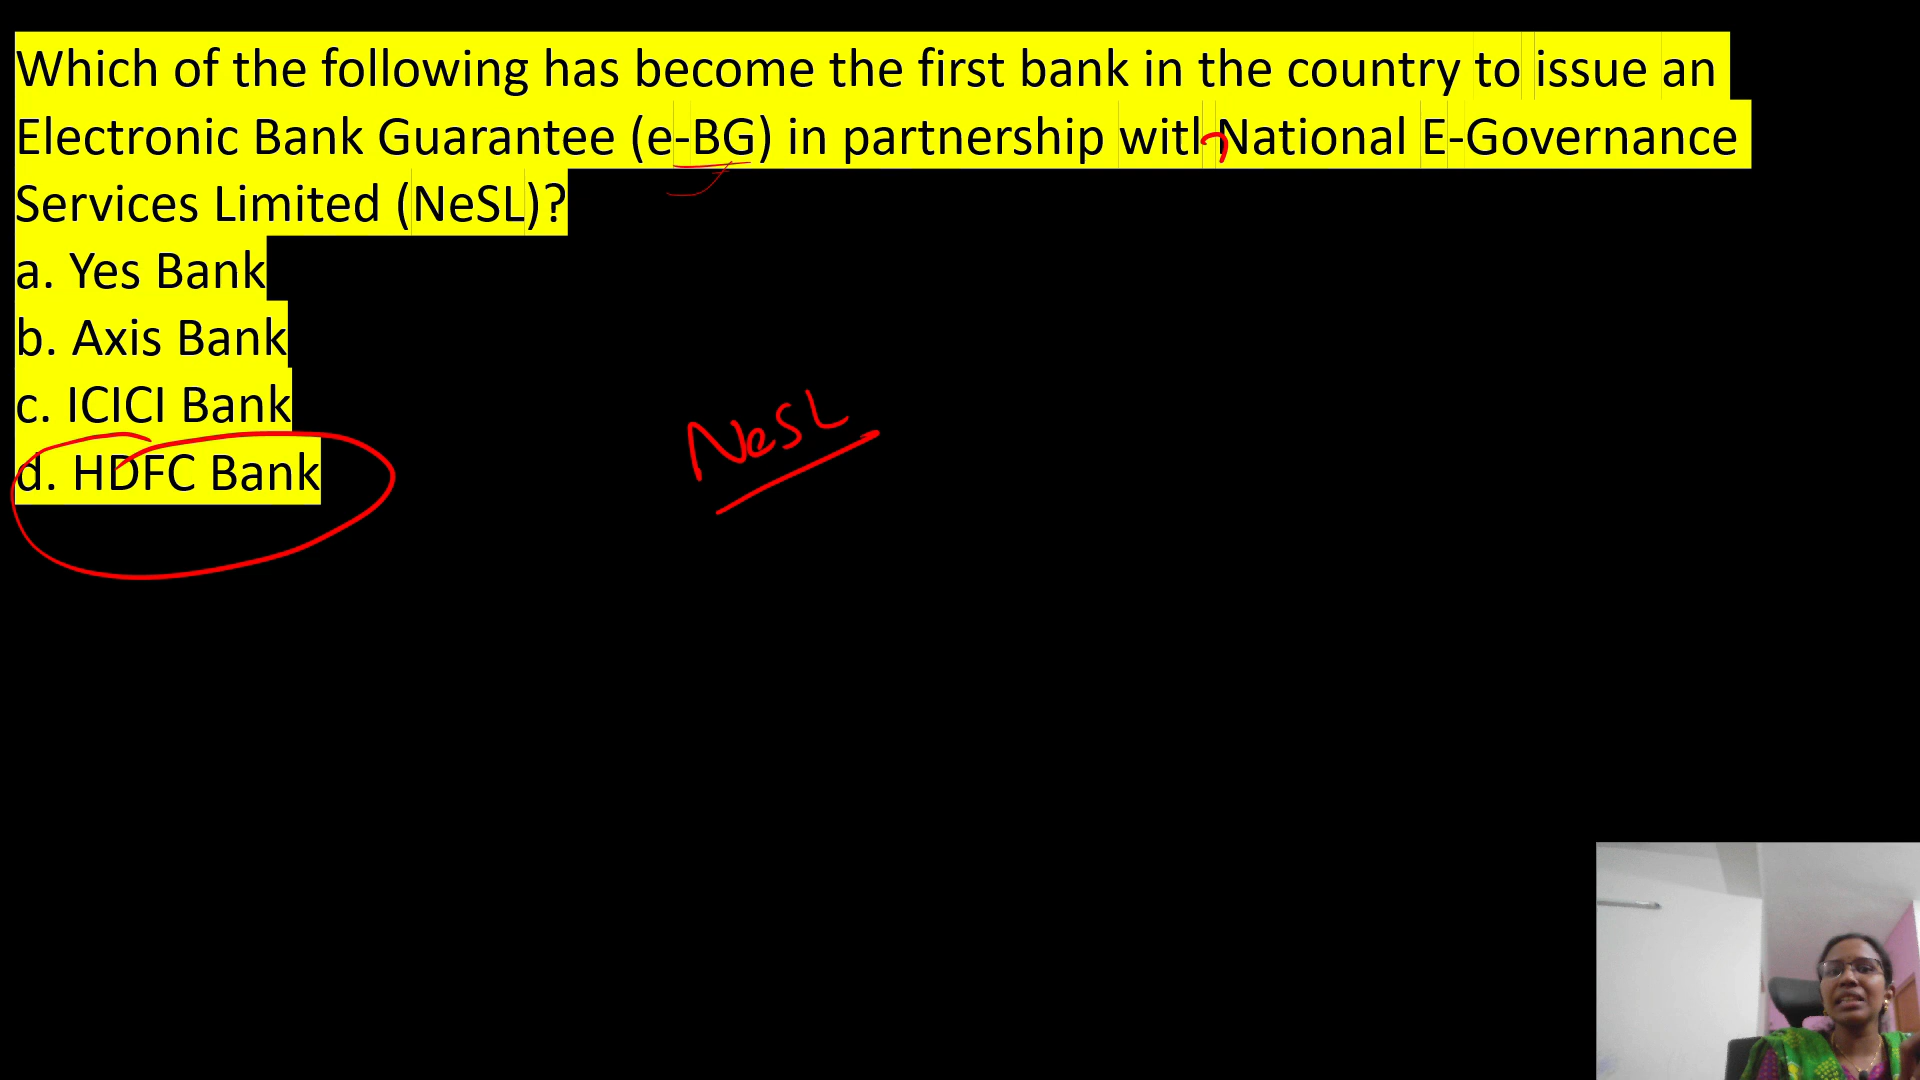 Which of the following has become the first bank in the country to issue an
Electronic Bank Guarantee (e-BG) in partnership with National E-Governance
Services Limited (NeSL)?
a. Yes Bank
b. Axis Bank
c. ICICI Bank
d. HDFC Bank
NeSL